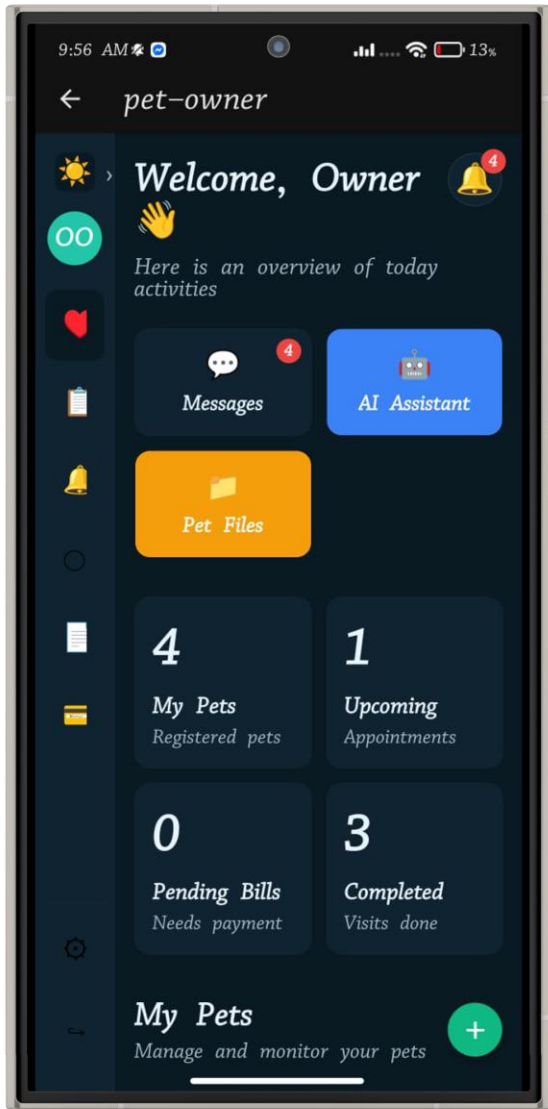 9:56 AM
13%
pet-owner
Welcome, Owner
4
OO
Here is an overview of today
activities
4
Messages
AI Assistant
Pet Files
4
My Pets
Registered pets
1
Upcoming
Appointments
0
Pending Bills
Needs payment
3
Completed
Visits done
My Pets
Manage and monitor your pets
+